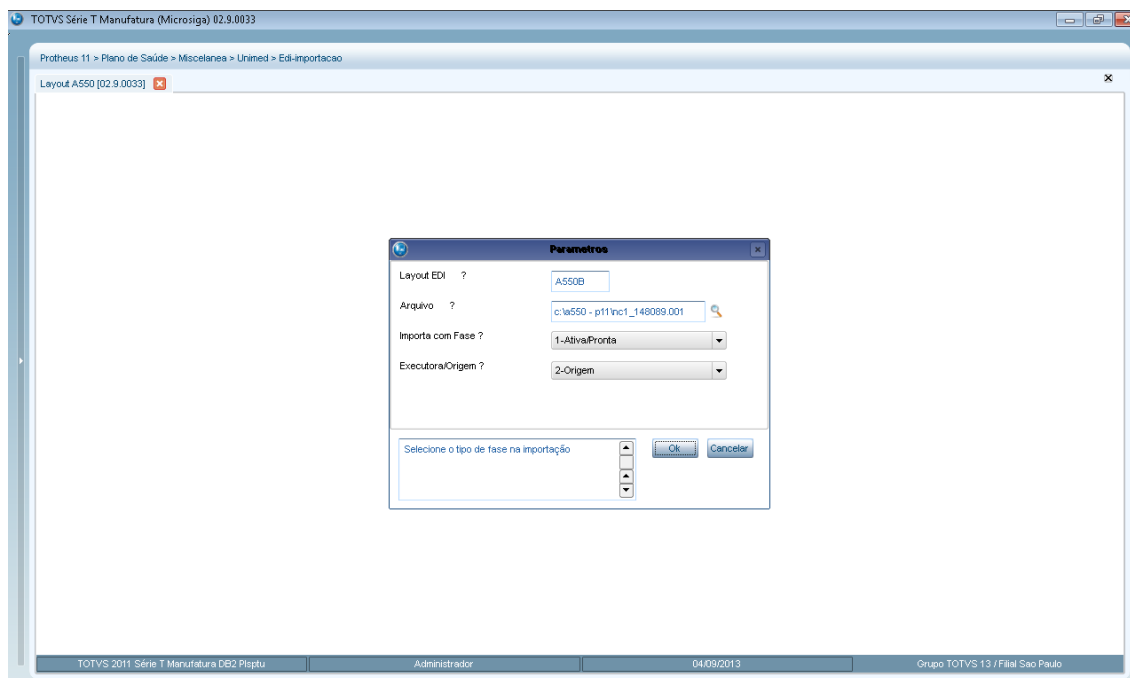 TOTVS Série T Manufatura (Microsiga) 02.9.0033
Protheus 11 > Plano de Saúde > Miscelanea > Unimed > Edi-importacao
Layout A550 [02.9.0033]
Parametros
Layout EDI ?
A550B
Arquivo ?
c:\a550 - p11\nc1_148089.001
Importa com Fase ?
1-Ativa/Pronta
Executora/Origem ?
2-Origem
Selecione o tipo de fase na importação
Ok
Cancelar
TOTVS 2011 Série T Manufatura DB2 Plsptu
Administrador
04/09/2013
Grupo TOTVS 13 / Filial Sao Paulo